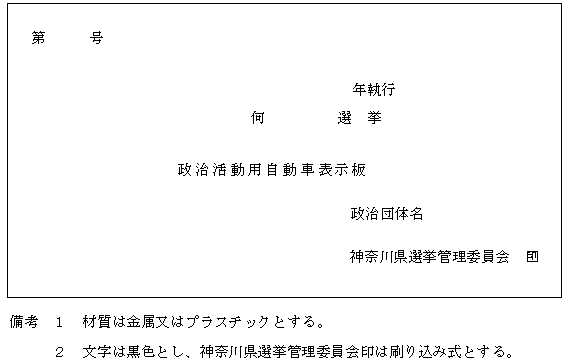 第　　　号
年執行
何　　　　　選　挙
政治活動用自動車表示板
政治団体名
神奈川県選挙管理委員会　印
備考　1　材質は金属又はプラスチックとする。
2　文字は黒色とし、神奈川県選挙管理委員会印は刷り込み式とする。